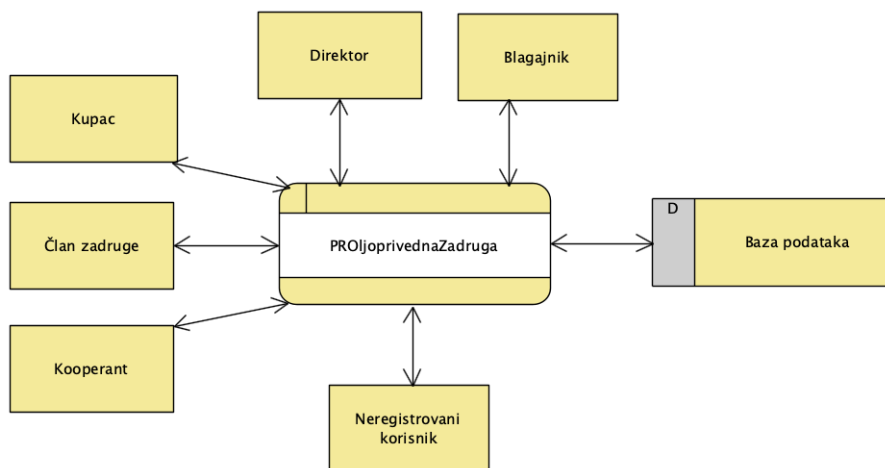 Direktor
Blagajnik
Kupac
Član zadruge
PROljoprivednaZadruga
D
Baza podataka
Kooperant
Neregistrovani
korisnik